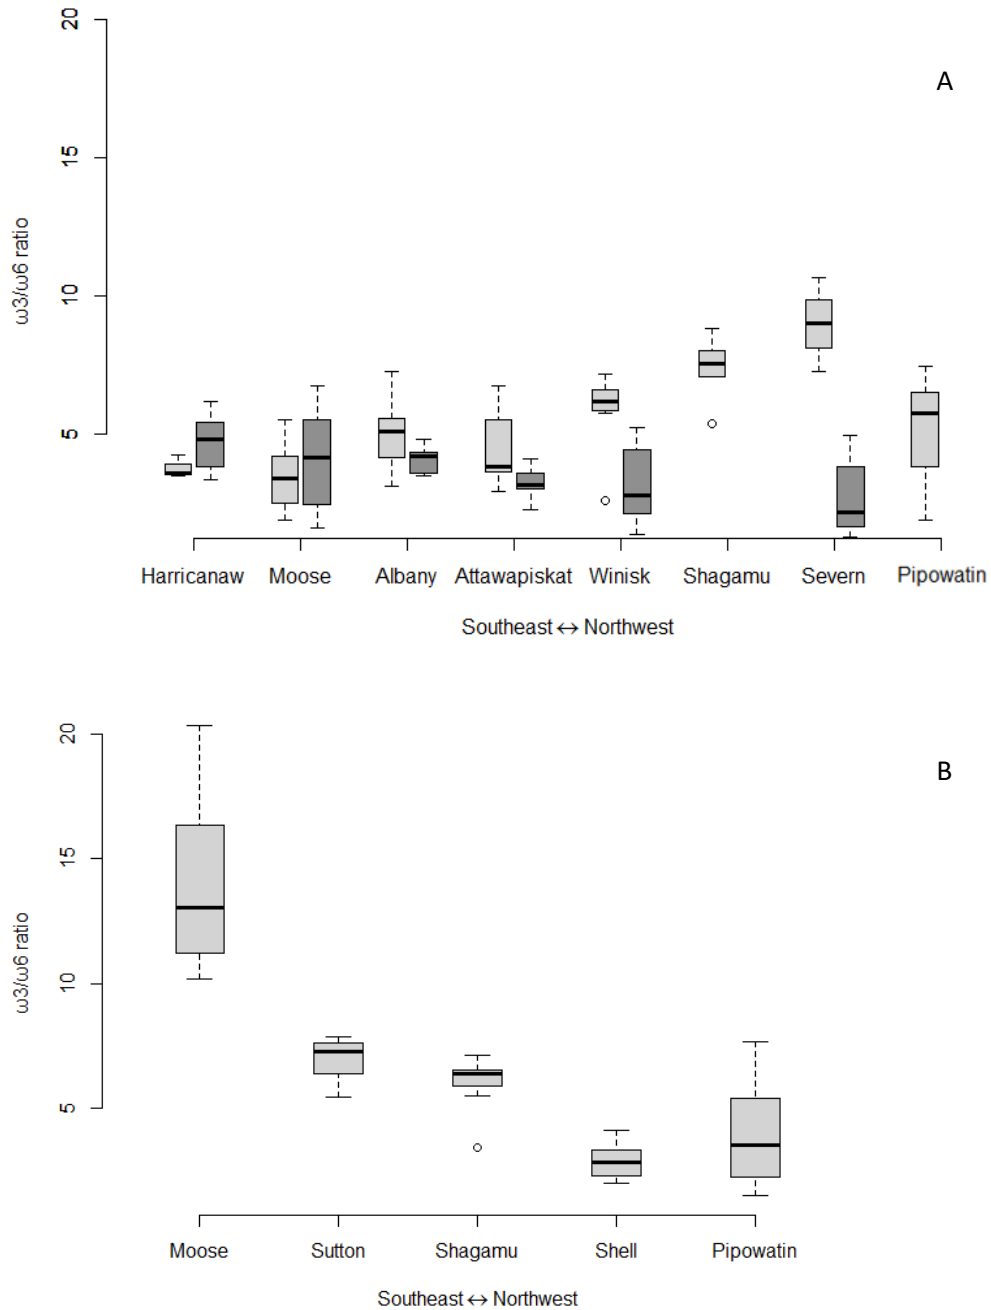 20
A
15
ω3/ω6 ratio
10
5
Harricanaw Moose Albany Attawapiskat Winisk Shagamu Severn Pipowatin
Southeast ↔ Northwest
20
B
15
ω3/ω6 ratio
10
5
Moose Sutton Shagamu Shell Pipowatin
Southeast ↔ Northwest